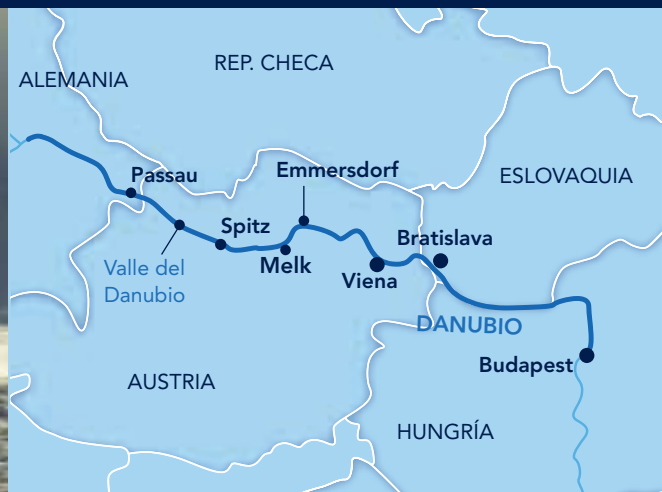 REP. CHECA
ALEMANIA
Passau
Emmersdorf
ESLOVAQUIA
Spitz
Bratislava
Valle del
Danubio
Melk
Viena
DANUBIO
Budapest
AUSTRIA
HUNGRÍA